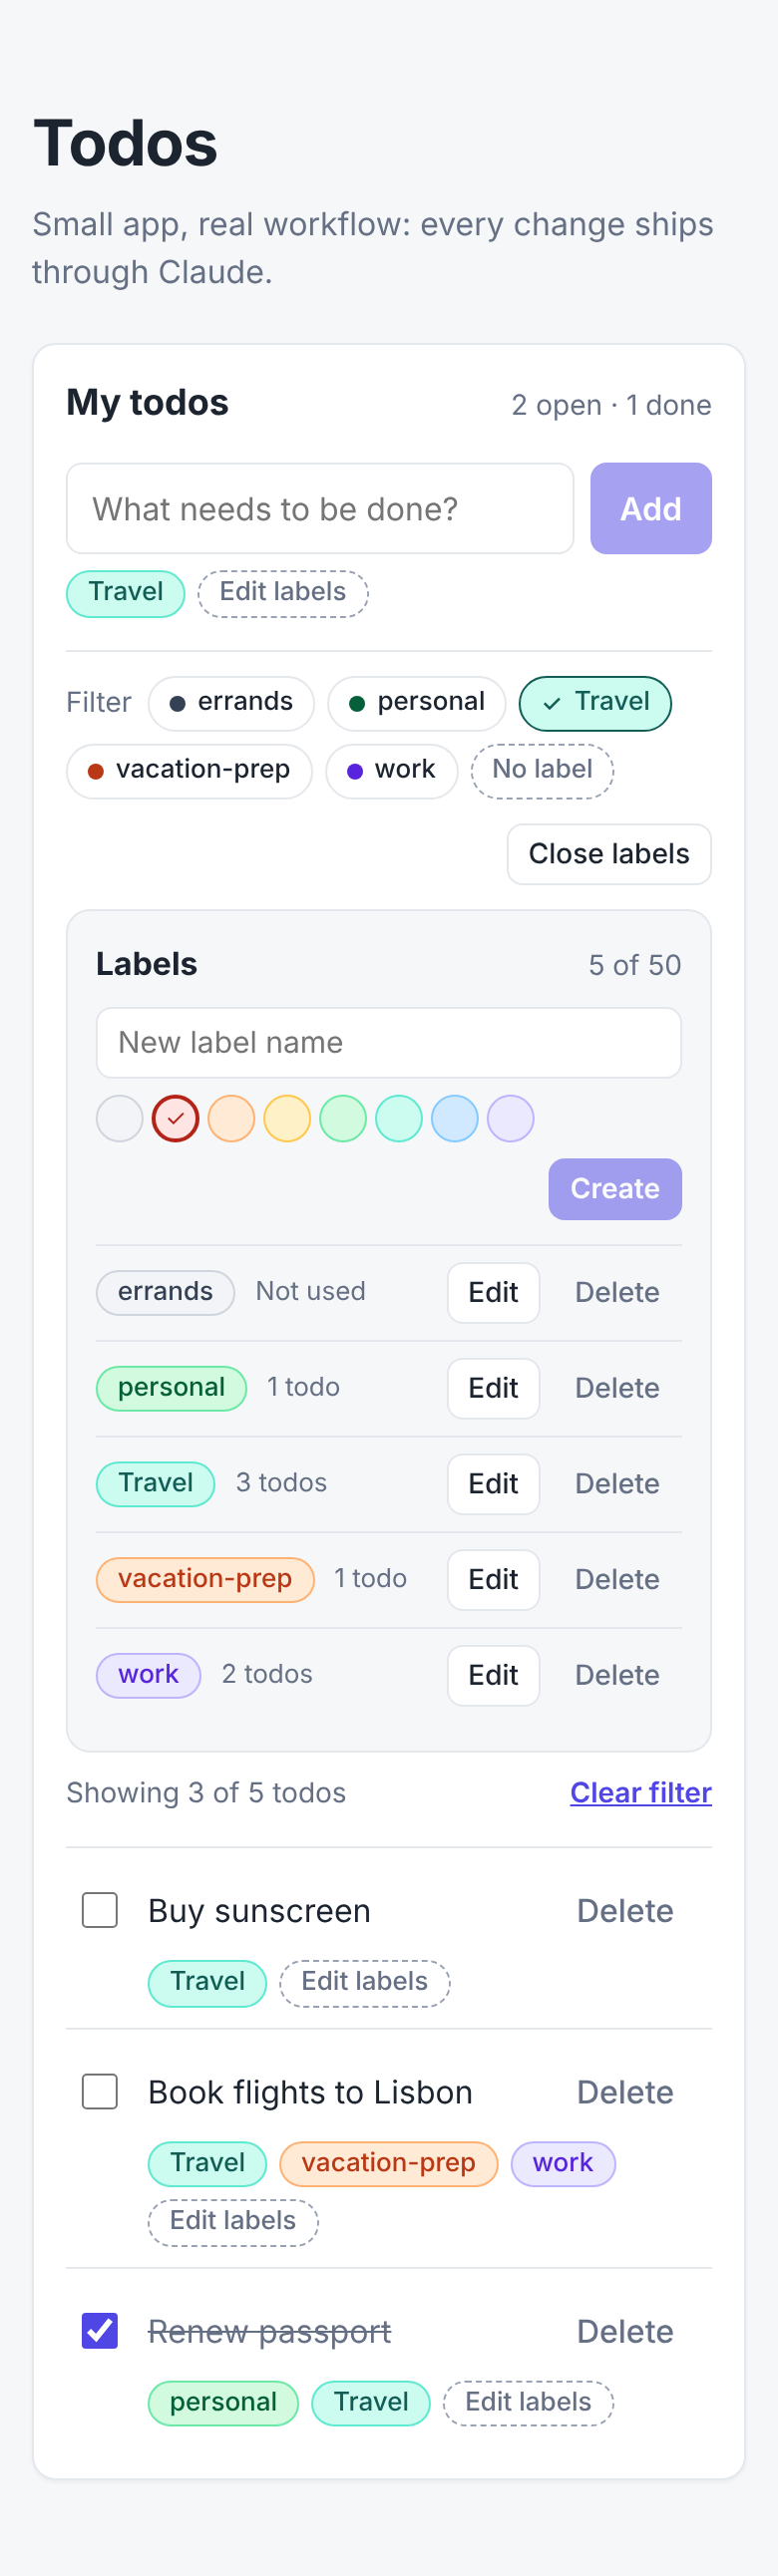 Todos
Small app, real workflow: every change ships
through Claude.
My todos 2 open · 1 done
What needs to be done? Add
Travel Edit labels
Filter errands personal Travel
vacation-prep work No label
Close labels
Labels 5 of 50
New label name
Create
errands Not used Edit Delete
personal 1 todo Edit Delete
Travel 3 todos Edit Delete
vacation-prep 1 todo Edit Delete
work 2 todos Edit Delete
Showing 3 of 5 todos Clear filter
Buy sunscreen Delete
Travel Edit labels
Book flights to Lisbon Delete
Travel vacation-prep work
Edit labels
Renew passport Delete
personal Travel Edit labels